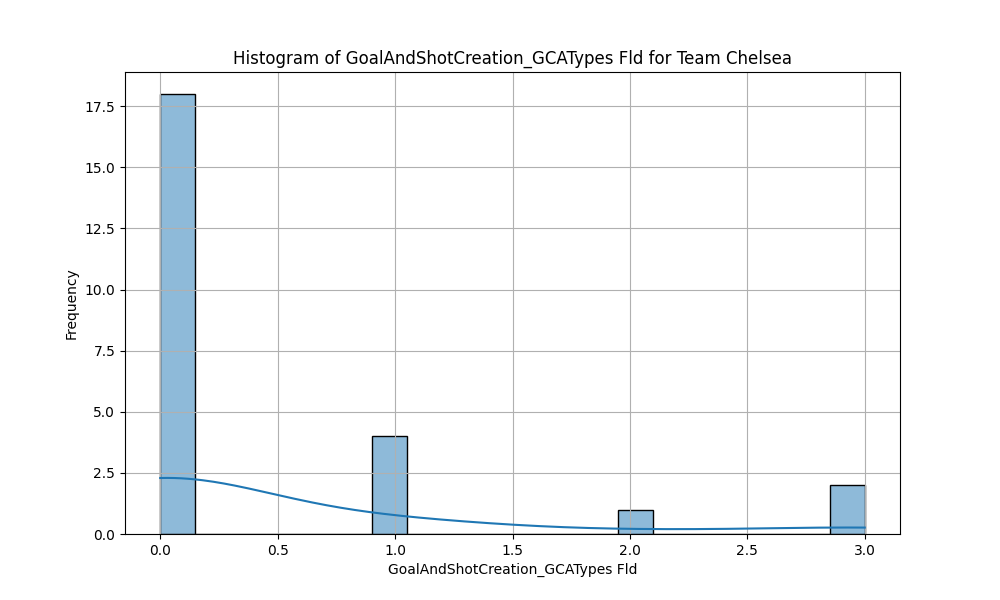 Histogram of GoalAndShotCreation_GCATypes Fld for Team Chelsea
17.5
15.0
12.5
10.0
7.5
5.0
2.5
0.0
Frequency
0.0 0.5 1.0 1.5 2.0 2.5 3.0
GoalAndShotCreation_GCATypes Fld